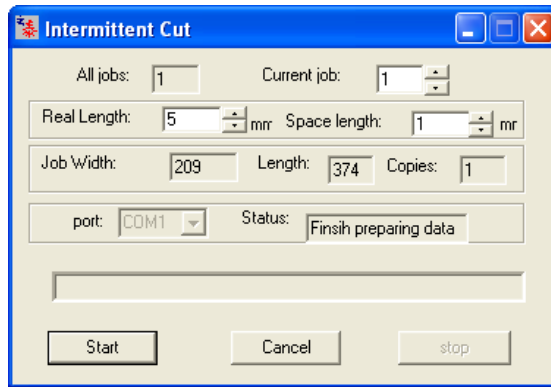 Intermittent Cut
All jobs: 1 Current job: 1
Real Length: 5 mr Space length: 1 mr
Job Width: 209 Length: 374 Copies: 1
port: COM1 Status: Finsih preparing data
Start Cancel stop